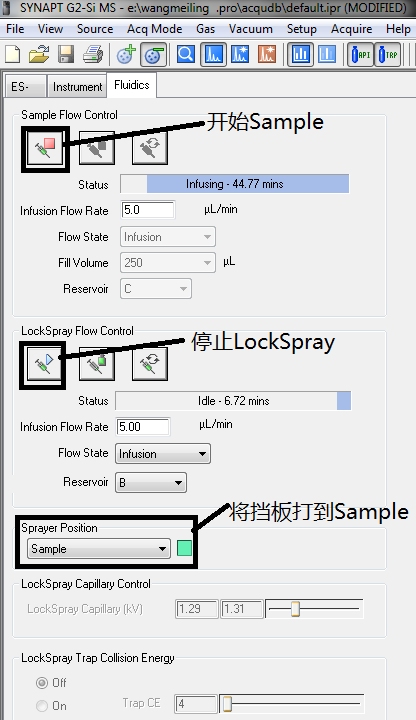 SYNAPT G2-Si MS - e:\wangmeiling .pro\acqudb\default.ipr (MODIFIED)
File View Source Acq Mode Gas Vacuum Setup Acquire Help
API TRAP
ES- Instrument Fluidics
Sample Flow Control
开始Sample
Status Infusing - 44.77 mins
Infusion Flow Rate 5.0 µL/min
Flow State Infusion
Fill Volume 250 µL
Reservoir C
LockSpray Flow Control
停止LockSpray
Status Idle - 6.72 mins
Infusion Flow Rate 5.00 µL/min
Flow State Infusion
Reservoir B
将挡板打到Sample
Sprayer Position
Sample
LockSpray Capillary Control
LockSpray Capillary (kV) 1.29 1.31
LockSpray Trap Collision Energy
Off
On Trap CE 4